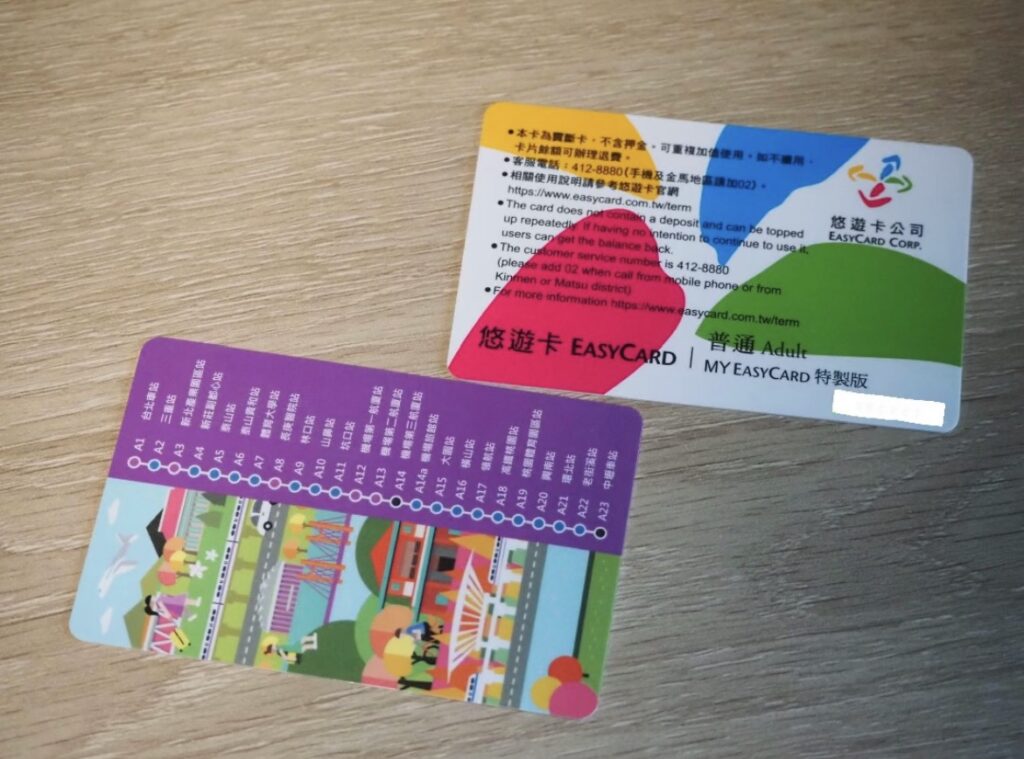 ●本卡為賣斷卡，不含押金。可重複加值使用。如不續用，
卡片餘額可辦理退費。
●客服電話：412-8880(手機及金馬地區請加02)。
●相關使用說明請參考悠遊卡官網
https://www.easycard.com.tw/term
●The card does not contain a deposit and can be topped
up repeatedly. If having no intention to continue to use it,
users can get the balance back.
●The customer service number is 412-8880
(please add 02 when call from mobile phone or from
Kinmen or Matsu district)
●For more information https://www.easycard.com.tw/term
悠遊卡公司
EASYCARD CORP.
悠遊卡 EASYCARD
普通 Adult
MY EASYCARD 特製版
A1 台北車站
A2 三重站
A3 新北產業園區站
A4 新莊副都心站
A5 泰山站
A6 泰山貴和站
A7 體育大學站
A8 長庚醫院站
A9 林口站
A10 山鼻站
A11 坑口站
A12 機場第一航廈站
A13 機場第二航廈站
A14 機場第三航廈站
A14a 機場旅館站
A15 大園站
A16 橫山站
A17 領航站
A18 高鐵桃園站
A19 桃園體育園區站
A20 興南站
A21 環北站
A22 老街溪站
A23 中壢車站